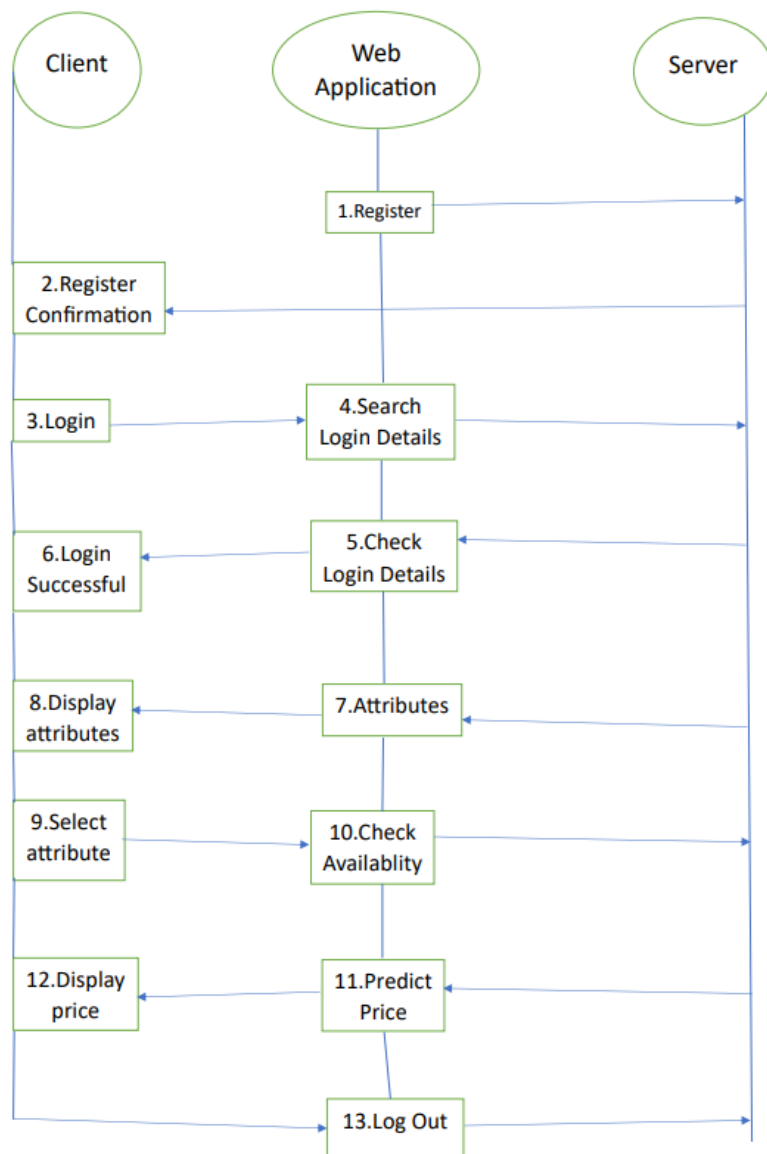 Client
Web
Application
Server
1.Register
2.Register
Confirmation
3.Login
4.Search
Login Details
6.Login
Successful
5.Check
Login Details
8.Display
attributes
7.Attributes
9.Select
attribute
10.Check
Availablity
12.Display
price
11.Predict
Price
13.Log Out